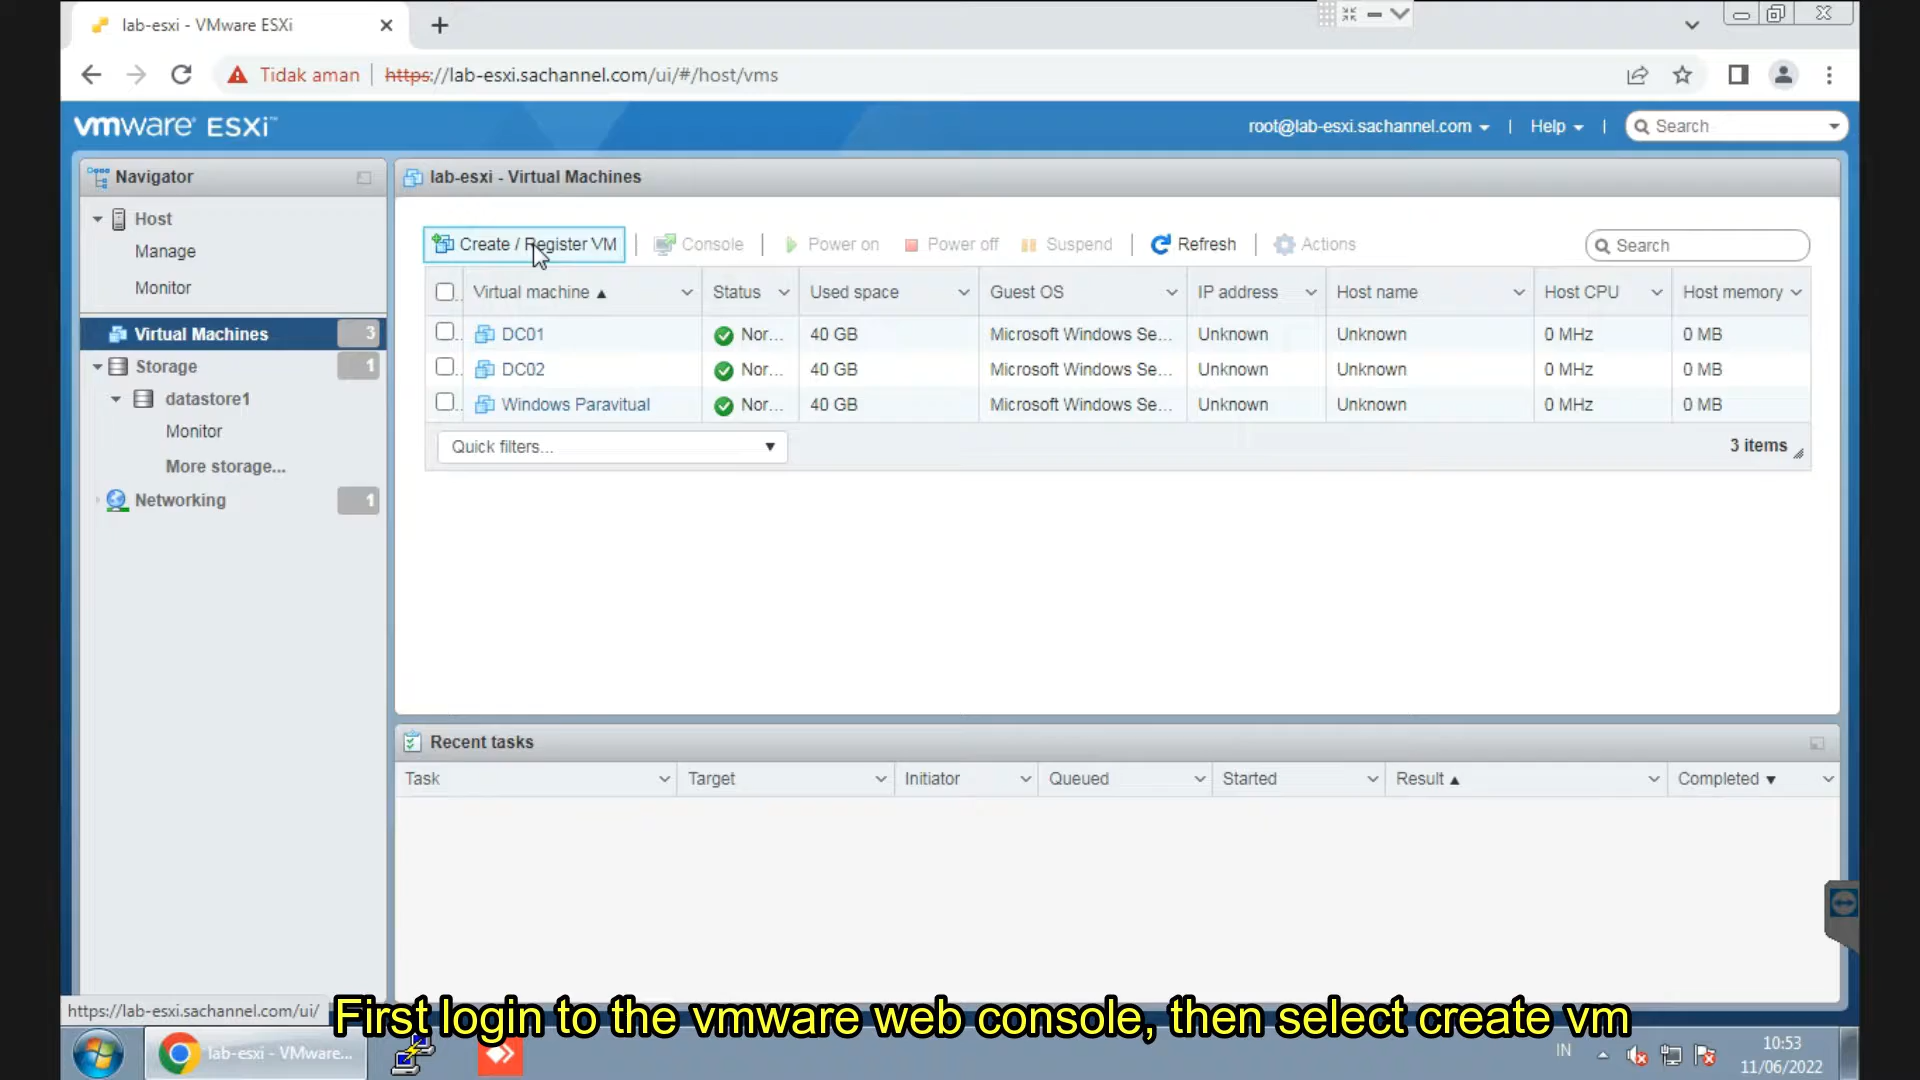 lab-esxi - VMware ESXi
Tidak aman https://lab-esxi.sachannel.com/ui/#/host/vms
vmware ESXi™
root@lab-esxi.sachannel.com | Help | Search
Navigator
Host
Manage
Monitor
Virtual Machines 3
Storage 1
datastore1
Monitor
More storage...
Networking 1
lab-esxi - Virtual Machines
Create / Register VM | Console | Power on Power off Suspend | Refresh | Actions Search
Virtual machine Status Used space Guest OS IP address Host name Host CPU Host memory
DC01 Nor... 40 GB Microsoft Windows Se... Unknown Unknown 0 MHz 0 MB
DC02 Nor... 40 GB Microsoft Windows Se... Unknown Unknown 0 MHz 0 MB
Windows Paravitual Nor... 40 GB Microsoft Windows Se... Unknown Unknown 0 MHz 0 MB
Quick filters... 3 items
Recent tasks
Task Target Initiator Queued Started Result Completed
https://lab-esxi.sachannel.com/ui/
First login to the vmware web console, then select create vm
lab-esxi - VMware...
IN
10:53
11/06/2022